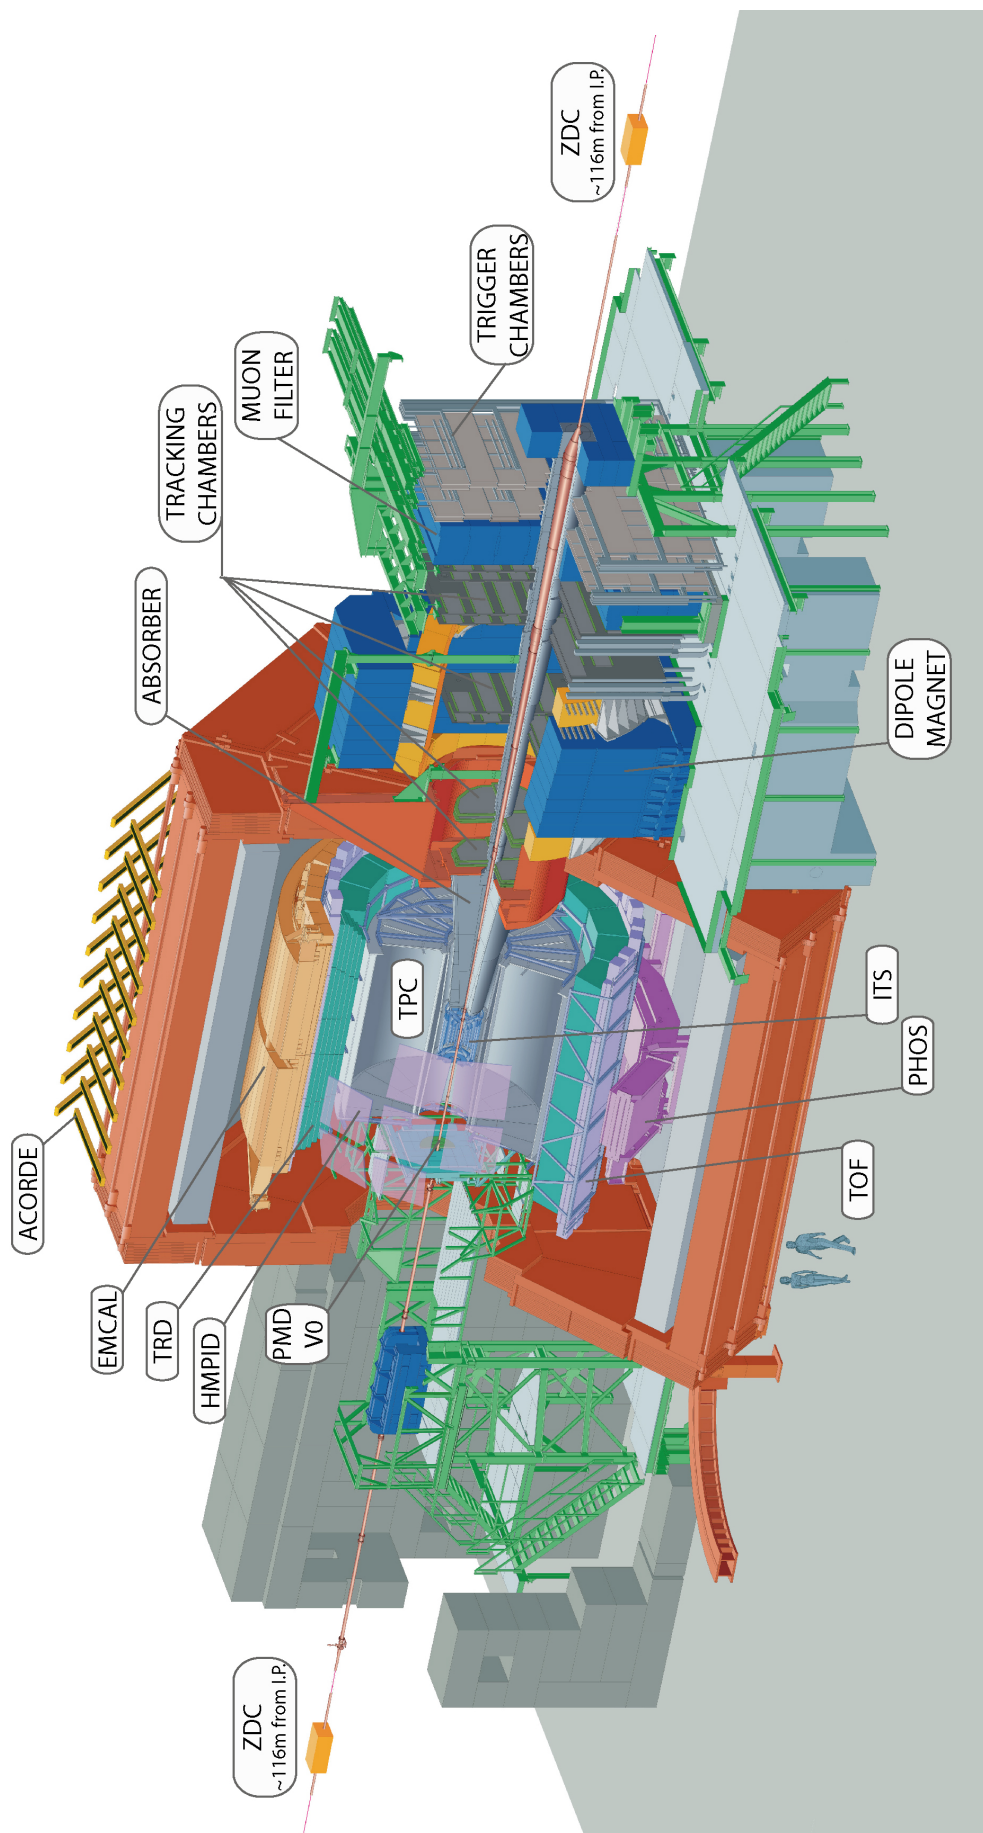 ACORDE
EMCAL
TRD
HMPID
PMD
V0
ZDC
~116m from I.P.
ABSORBER
TRACKING
CHAMBERS
MUON
FILTER
TRIGGER
CHAMBERS
ZDC
~116m from I.P.
TPC
ITS
PHOS
TOF
DIPOLE
MAGNET